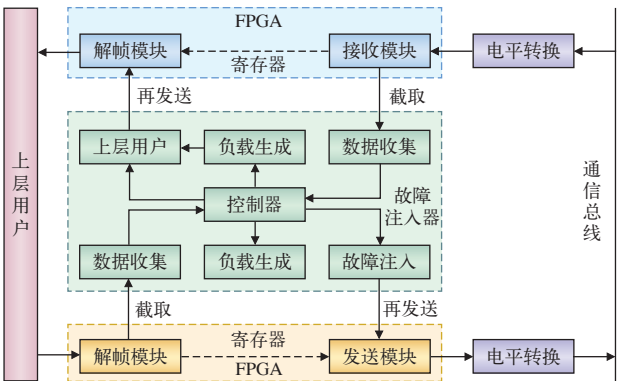 FPGA
解帧模块
接收模块
电平转换
寄存器
再发送
截取
上层用户
负载生成
数据收集
上层用户
控制器
故障
注入器
通信总线
数据收集
负载生成
故障注入
截取
再发送
解帧模块
寄存器
发送模块
电平转换
FPGA